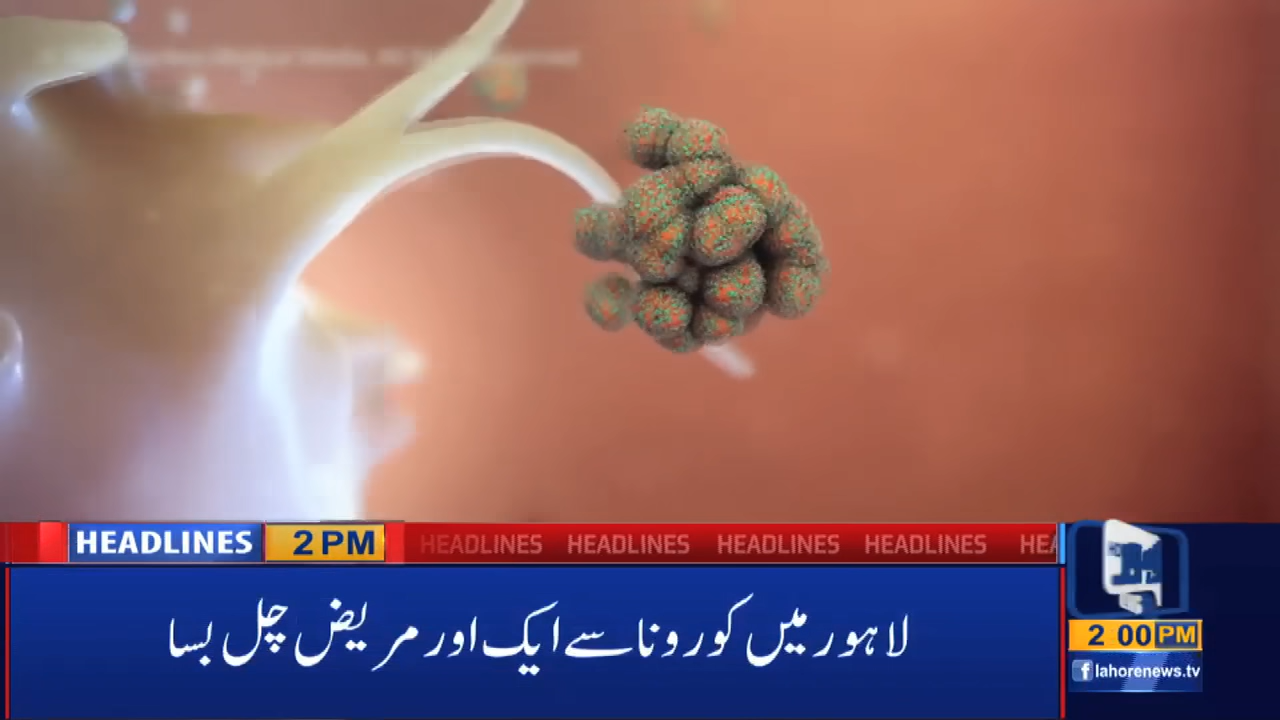 HEADLINES 2 PM HEADLINES HEADLINES HEADLINES HEADLINES HEA
لاہور میں کورونا سے ایک اور مریض چل بسا
2 00 PM
lahorenews.tv